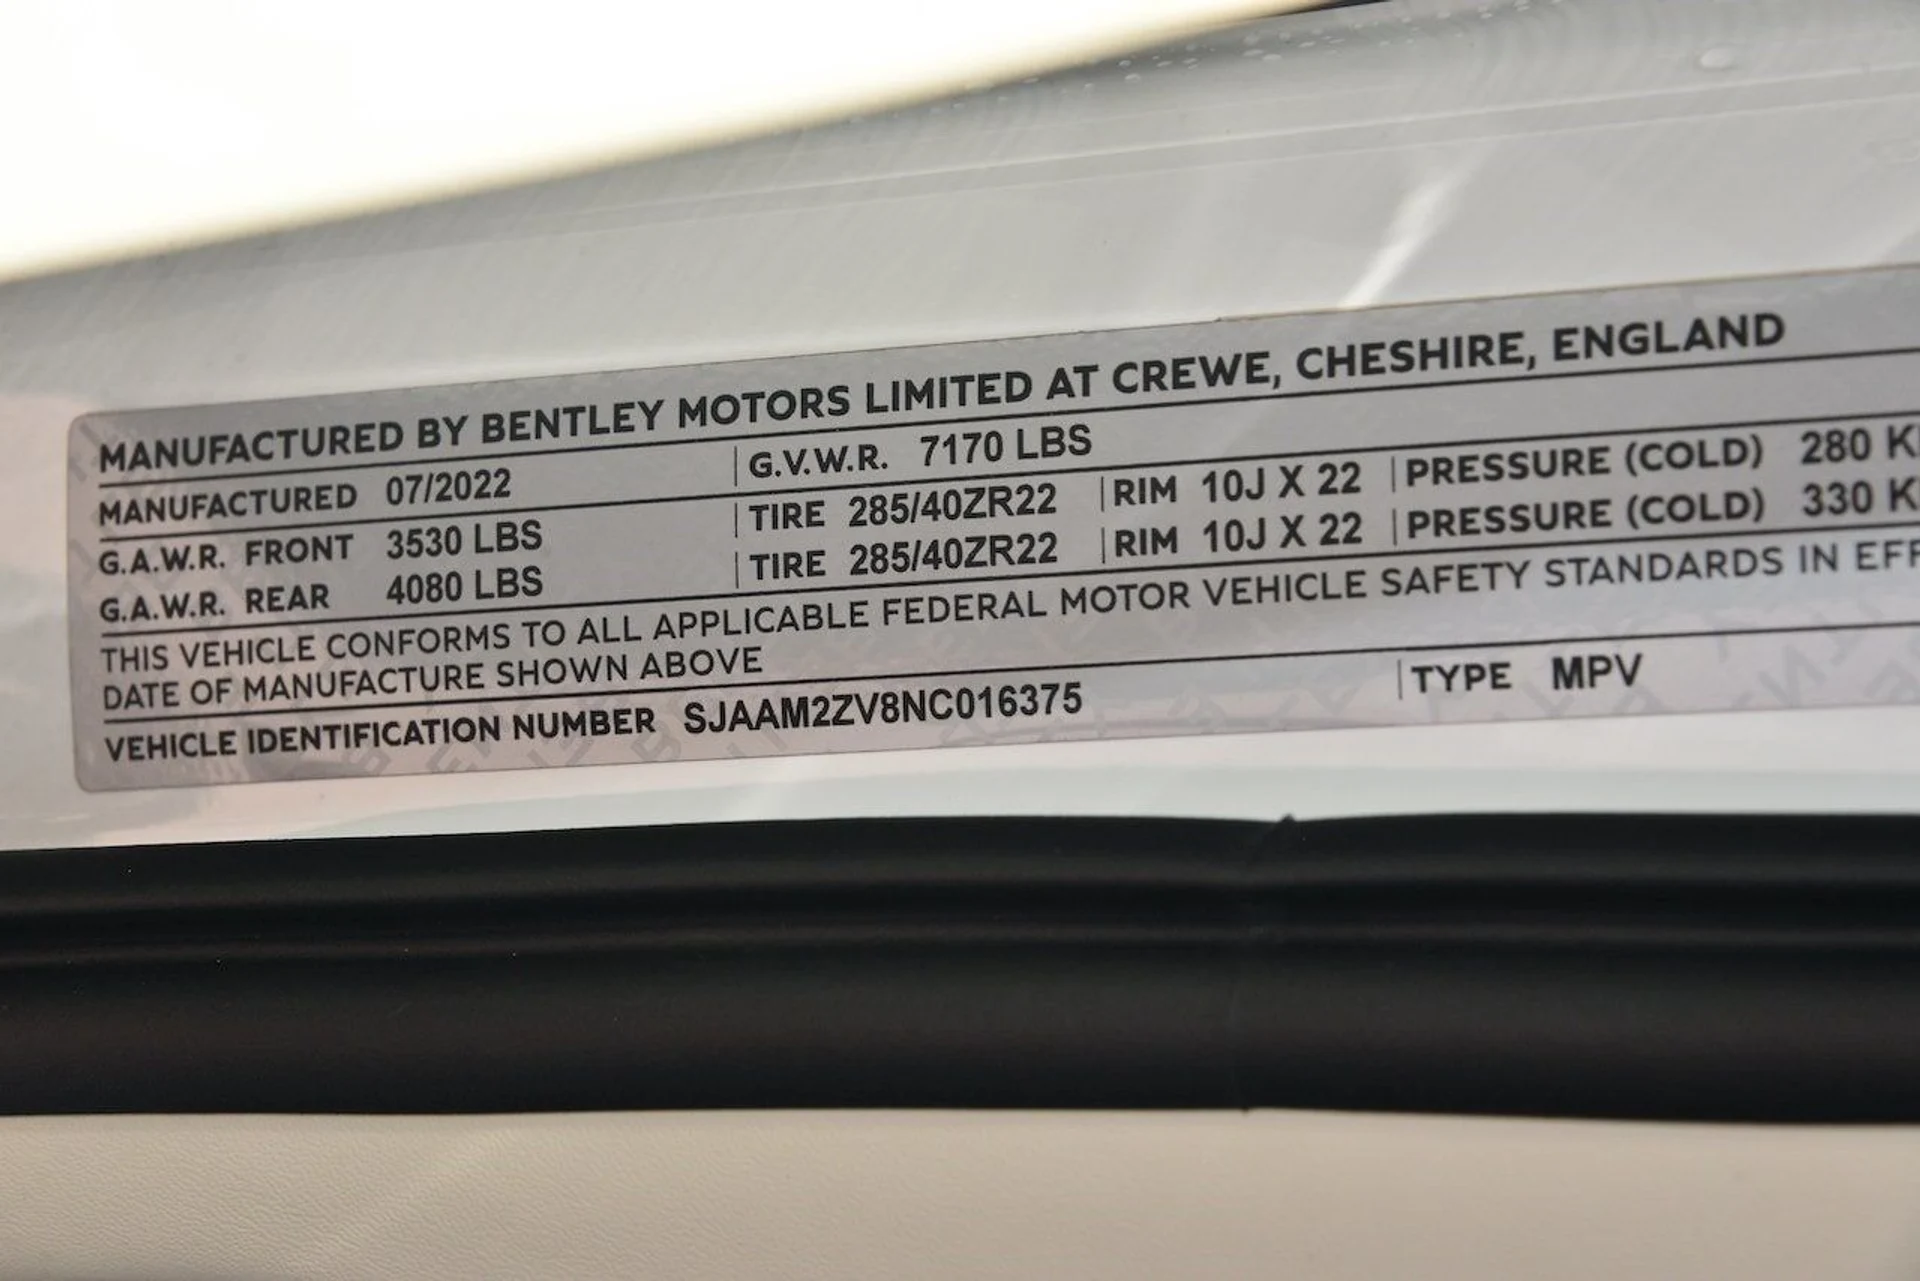 MANUFACTURED BY BENTLEY MOTORS LIMITED AT CREWE, CHESHIRE, ENGLAND
MANUFACTURED 07/2022 G.V.W.R. 7170 LBS
G.A.W.R. FRONT 3530 LBS TIRE 285/40ZR22 RIM 10J X 22 PRESSURE (COLD) 280
G.A.W.R. REAR 4080 LBS TIRE 285/40ZR22 RIM 10J X 22 PRESSURE (COLD) 330
THIS VEHICLE CONFORMS TO ALL APPLICABLE FEDERAL MOTOR VEHICLE SAFETY STANDARDS IN
DATE OF MANUFACTURE SHOWN ABOVE
VEHICLE IDENTIFICATION NUMBER SJAAM2ZV8NC016375 TYPE MPV